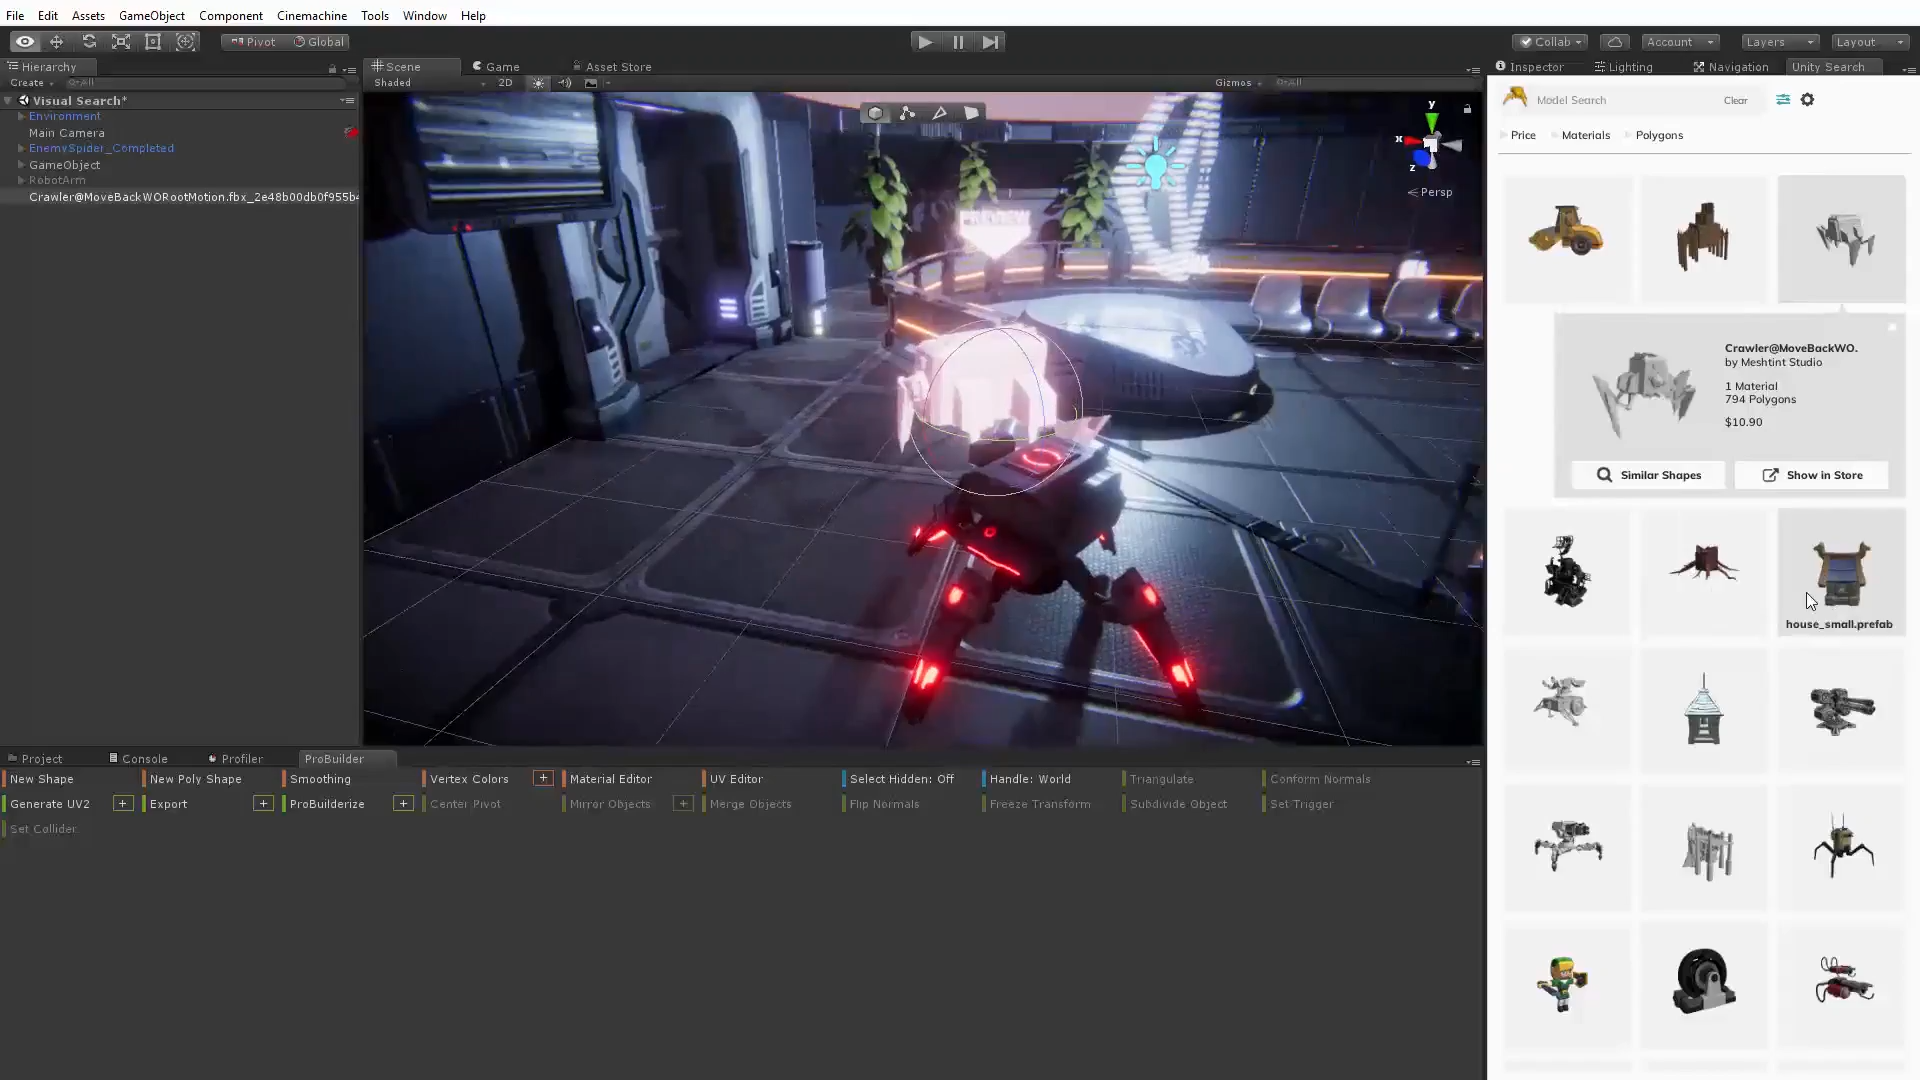 File Edit Assets GameObject Component Cinemachine Tools Window Help
Pivot Global
Collab Account Layers Layout
Hierarchy
Scene Game Asset Store
Inspector Lighting Navigation Unity Search
Create All
Shaded 2D Gizmos All
Visual Search*
Environment
Main Camera
EnemySpider_Completed
GameObject
RobotArm
Crawler@MoveBackWORootMotion.fbx_2e48b00db0f955b4
PREVIEW
y
x
z
Persp
Model Search Clear
Price Materials Polygons
Crawler@MoveBackWO.
by Meshtint Studio
1 Material
794 Polygons
$10.90
Similar Shapes Show in Store
house_small.prefab
Project Console Profiler ProBuilder
New Shape New Poly Shape Smoothing Vertex Colors + Material Editor UV Editor Select Hidden: Off Handle: World Triangulate Conform Normals
Generate UV2 + Export + ProBuilderize + Center Pivot Mirror Objects + Merge Objects Flip Normals Freeze Transform Subdivide Object Set Trigger
Set Collider